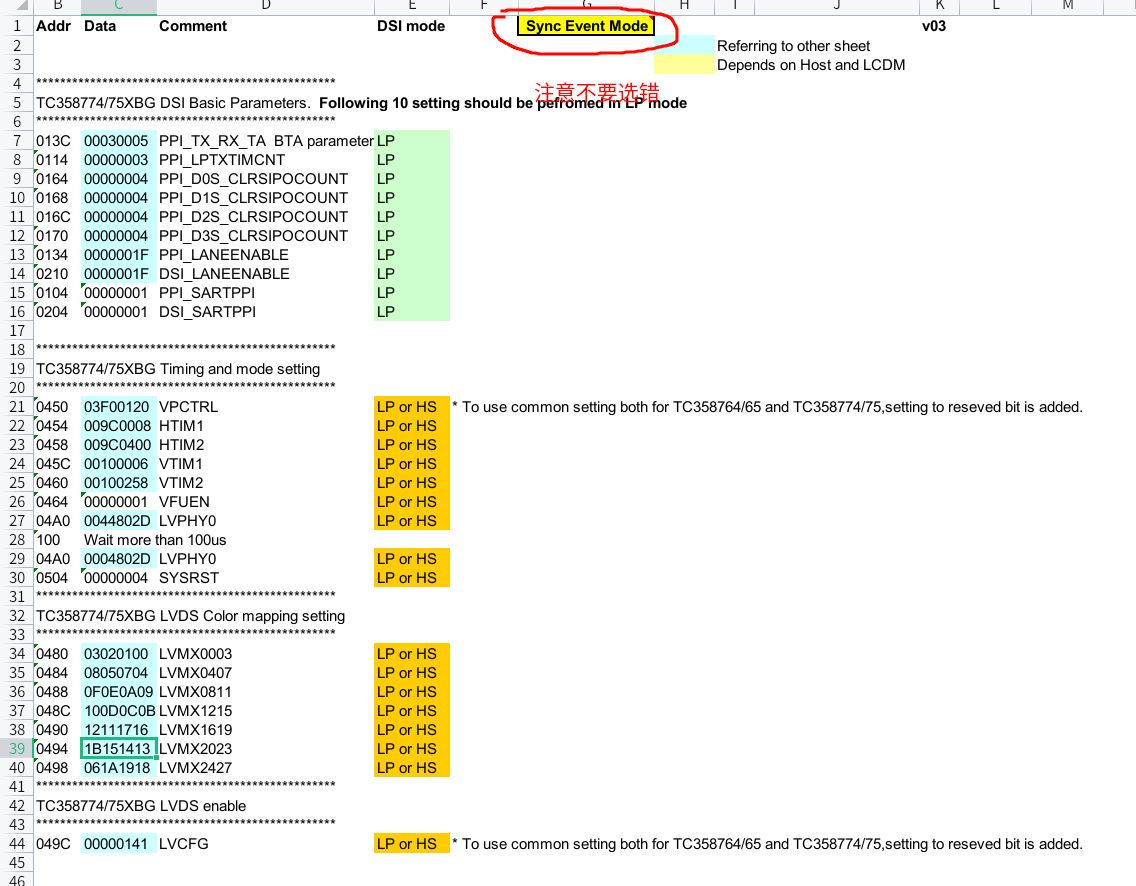 B C D E F G H I J K L M
1 Addr Data Comment DSI mode Sync Event Mode v03
2 Referring to other sheet
3 Depends on Host and LCDM
注意不要选错
4 **************************************************
5 TC358774/75XBG DSI Basic Parameters. Following 10 setting should be pefromed in LP mode
6 **************************************************
7 013C 00030005 PPI_TX_RX_TA BTA parameter LP
8 0114 00000003 PPI_LPTXTIMCNT LP
9 0164 00000004 PPI_D0S_CLRSIPOCOUNT LP
10 0168 00000004 PPI_D1S_CLRSIPOCOUNT LP
11 016C 00000004 PPI_D2S_CLRSIPOCOUNT LP
12 0170 00000004 PPI_D3S_CLRSIPOCOUNT LP
13 0134 0000001F PPI_LANEENABLE LP
14 0210 0000001F DSI_LANEENABLE LP
15 0104 00000001 PPI_SARTPPI LP
16 0204 00000001 DSI_SARTPPI LP
17
18 **************************************************
19 TC358774/75XBG Timing and mode setting
20 **************************************************
21 0450 03F00120 VPCTRL LP or HS * To use common setting both for TC358764/65 and TC358774/75,setting to reseved bit is added.
22 0454 009C0008 HTIM1 LP or HS
23 0458 009C0400 HTIM2 LP or HS
24 045C 00100006 VTIM1 LP or HS
25 0460 00100258 VTIM2 LP or HS
26 0464 00000001 VFUEN LP or HS
27 04A0 0044802D LVPHY0 LP or HS
28 100 Wait more than 100us
29 04A0 0004802D LVPHY0 LP or HS
30 0504 00000004 SYSRST LP or HS
31 **************************************************
32 TC358774/75XBG LVDS Color mapping setting
33 **************************************************
34 0480 03020100 LVMX0003 LP or HS
35 0484 08050704 LVMX0407 LP or HS
36 0488 0F0E0A09 LVMX0811 LP or HS
37 048C 100D0C0B LVMX1215 LP or HS
38 0490 12111716 LVMX1619 LP or HS
39 0494 1B151413 LVMX2023 LP or HS
40 0498 061A1918 LVMX2427 LP or HS
41 **************************************************
42 TC358774/75XBG LVDS enable
43 **************************************************
44 049C 00000141 LVCFG LP or HS * To use common setting both for TC358764/65 and TC358774/75,setting to reseved bit is added.
45
46